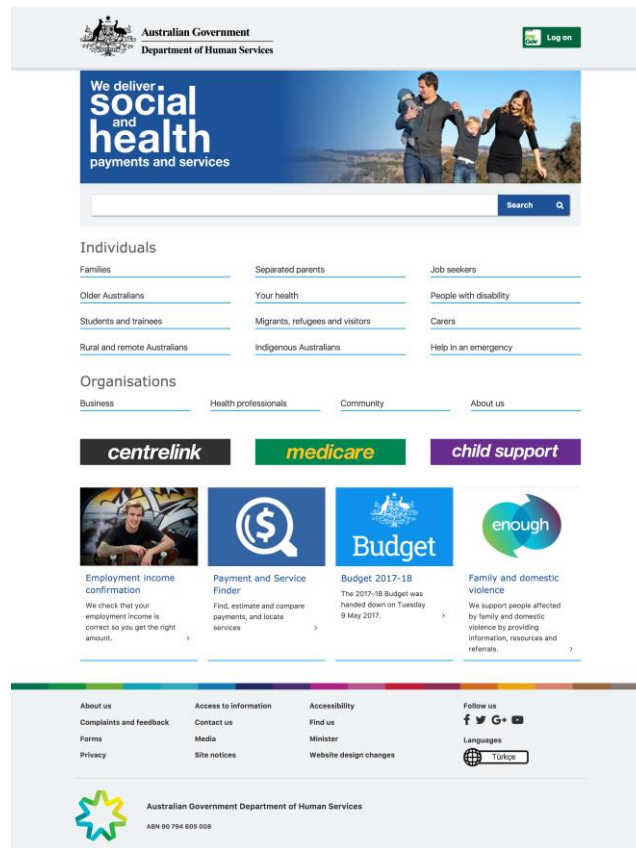 Australian Government
Department of Human Services
my
Gov
Log on
We deliver
social
and
health
payments and services
Search
Individuals
Families
Separated parents
Job seekers
Older Australians
Your health
People with disability
Students and trainees
Migrants, refugees and visitors
Carers
Rural and remote Australians
Indigenous Australians
Help in an emergency
Organisations
Business
Health professionals
Community
About us
centrelink
medicare
child support
Employment income
confirmation
We check that your
employment income is
correct so you get the right
amount.
$
Payment and Service
Finder
Find, estimate and compare
payments, and locate
services
Budget
Budget 2017-18
The 2017–18 Budget was
handed down on Tuesday
9 May 2017.
enough
Family and domestic
violence
We support people affected
by family and domestic
violence by providing
information, resources and
referrals.
About us
Access to information
Accessibility
Follow us
Complaints and feedback
Contact us
Find us
f G+
Forms
Media
Minister
Languages
Privacy
Site notices
Website design changes
Türkçe
Australian Government Department of Human Services
ABN 90 794 605 008